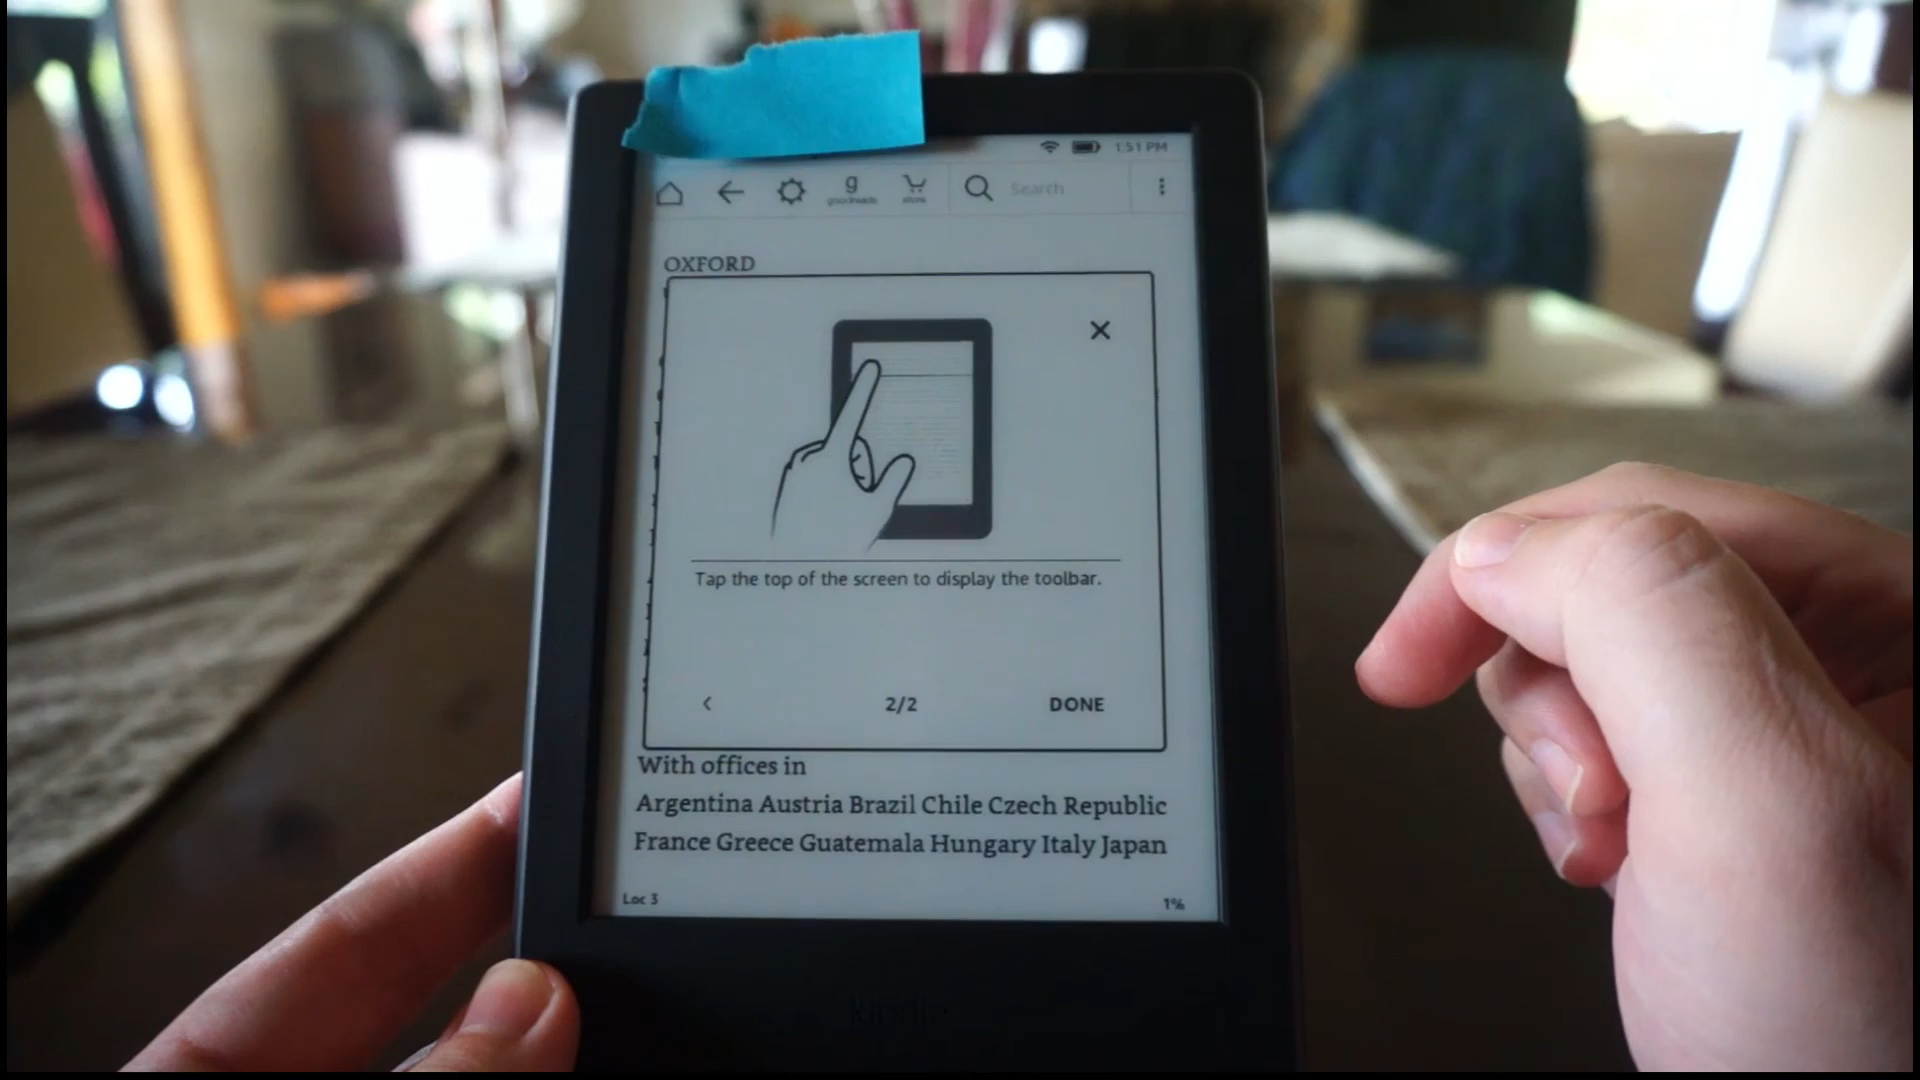 1:51 PM
g
goodreads
store
Search
OXFORD
Tap the top of the screen to display the toolbar.
2/2
DONE
With offices in
Argentina Austria Brazil Chile Czech Republic
France Greece Guatemala Hungary Italy Japan
Loc 3
1%
kindle